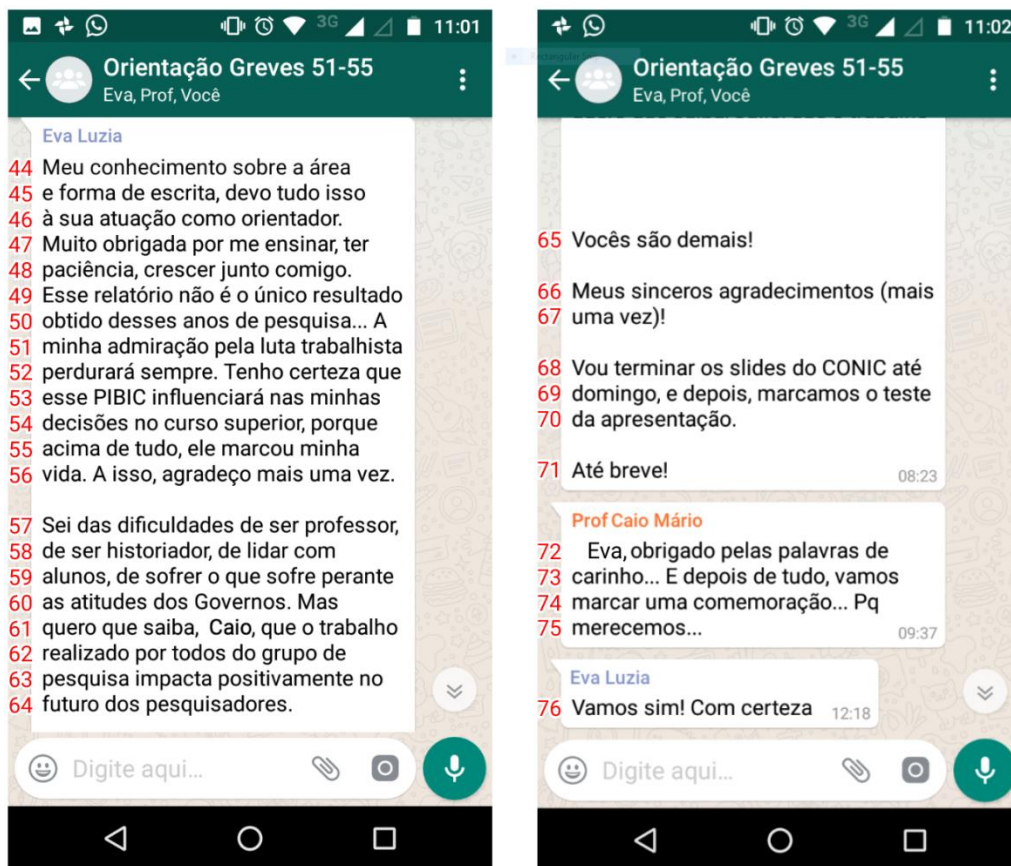 3G 11:01
Orientação Greves 51-55
Eva, Prof, Você
Eva Luzia
44 Meu conhecimento sobre a área
45 e forma de escrita, devo tudo isso
46 à sua atuação como orientador.
47 Muito obrigada por me ensinar, ter
48 paciência, crescer junto comigo.
49 Esse relatório não é o único resultado
50 obtido desses anos de pesquisa... A
51 minha admiração pela luta trabalhista
52 perdurará sempre. Tenho certeza que
53 esse PIBIC influenciará nas minhas
54 decisões no curso superior, porque
55 acima de tudo, ele marcou minha
56 vida. A isso, agradeço mais uma vez.
57 Sei das dificuldades de ser professor,
58 de ser historiador, de lidar com
59 alunos, de sofrer o que sofre perante
60 as atitudes dos Governos. Mas
61 quero que saiba, Caio, que o trabalho
62 realizado por todos do grupo de
63 pesquisa impacta positivamente no
64 futuro dos pesquisadores.
Digite aqui...
3G 11:02
Orientação Greves 51-55
Eva, Prof, Você
65 Vocês são demais!
66 Meus sinceros agradecimentos (mais
67 uma vez)!
68 Vou terminar os slides do CONIC até
69 domingo, e depois, marcamos o teste
70 da apresentação.
71 Até breve! 08:23
Prof Caio Mário
72 Eva, obrigado pelas palavras de
73 carinho... E depois de tudo, vamos
74 marcar uma comemoração... Pq
75 merecemos... 09:37
Eva Luzia
76 Vamos sim! Com certeza 12:18
Digite aqui...